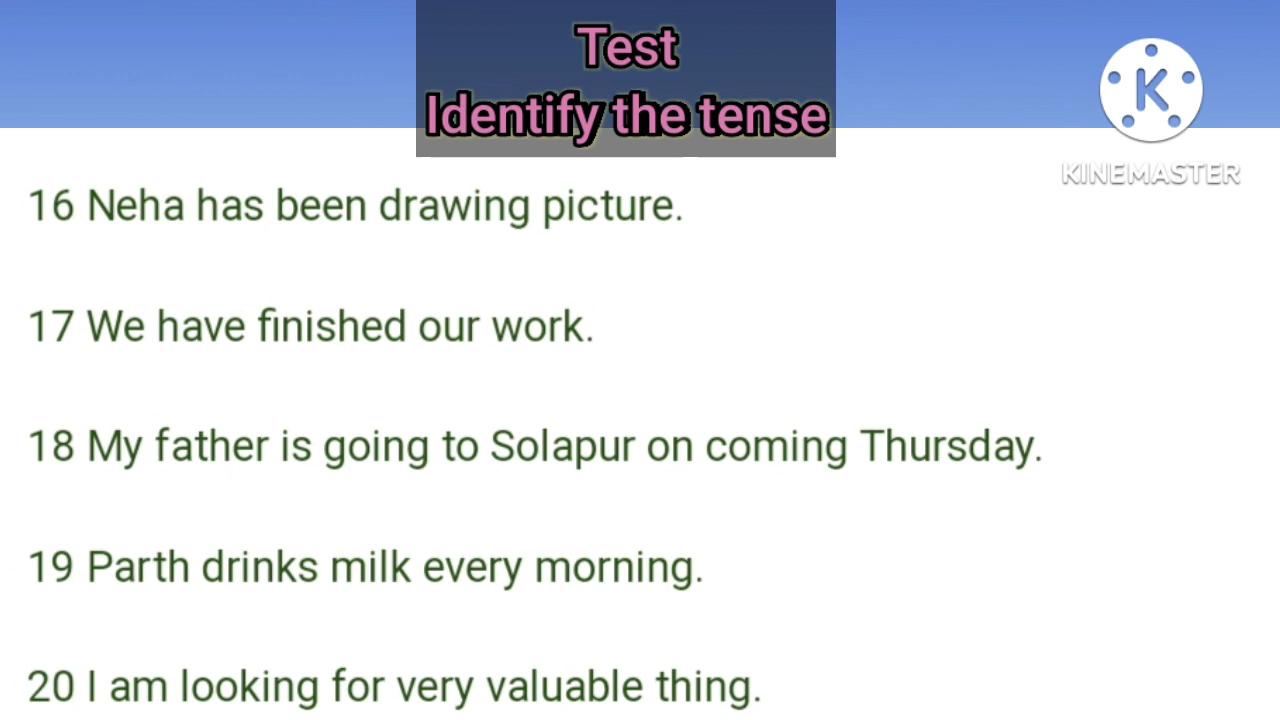 Test
Identify the tense
K
KINEMASTER
16 Neha has been drawing picture.
17 We have finished our work.
18 My father is going to Solapur on coming Thursday.
19 Parth drinks milk every morning.
20 I am looking for very valuable thing.